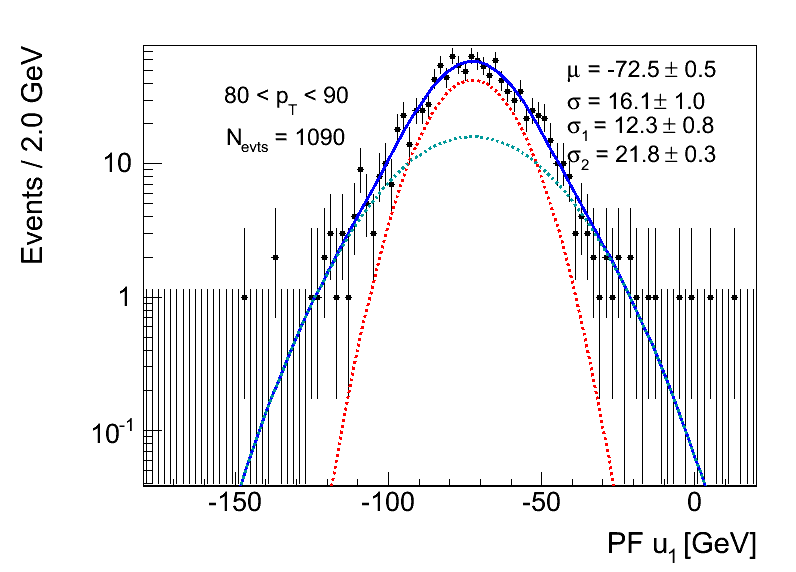 Events / 2.0 GeV
80 < p_T < 90
N_evts = 1090
μ = -72.5 ± 0.5
σ = 16.1 ± 1.0
σ_1 = 12.3 ± 0.8
σ_2 = 21.8 ± 0.3
10
1
10^-1
-150 -100 -50 0
PF u_1 [GeV]